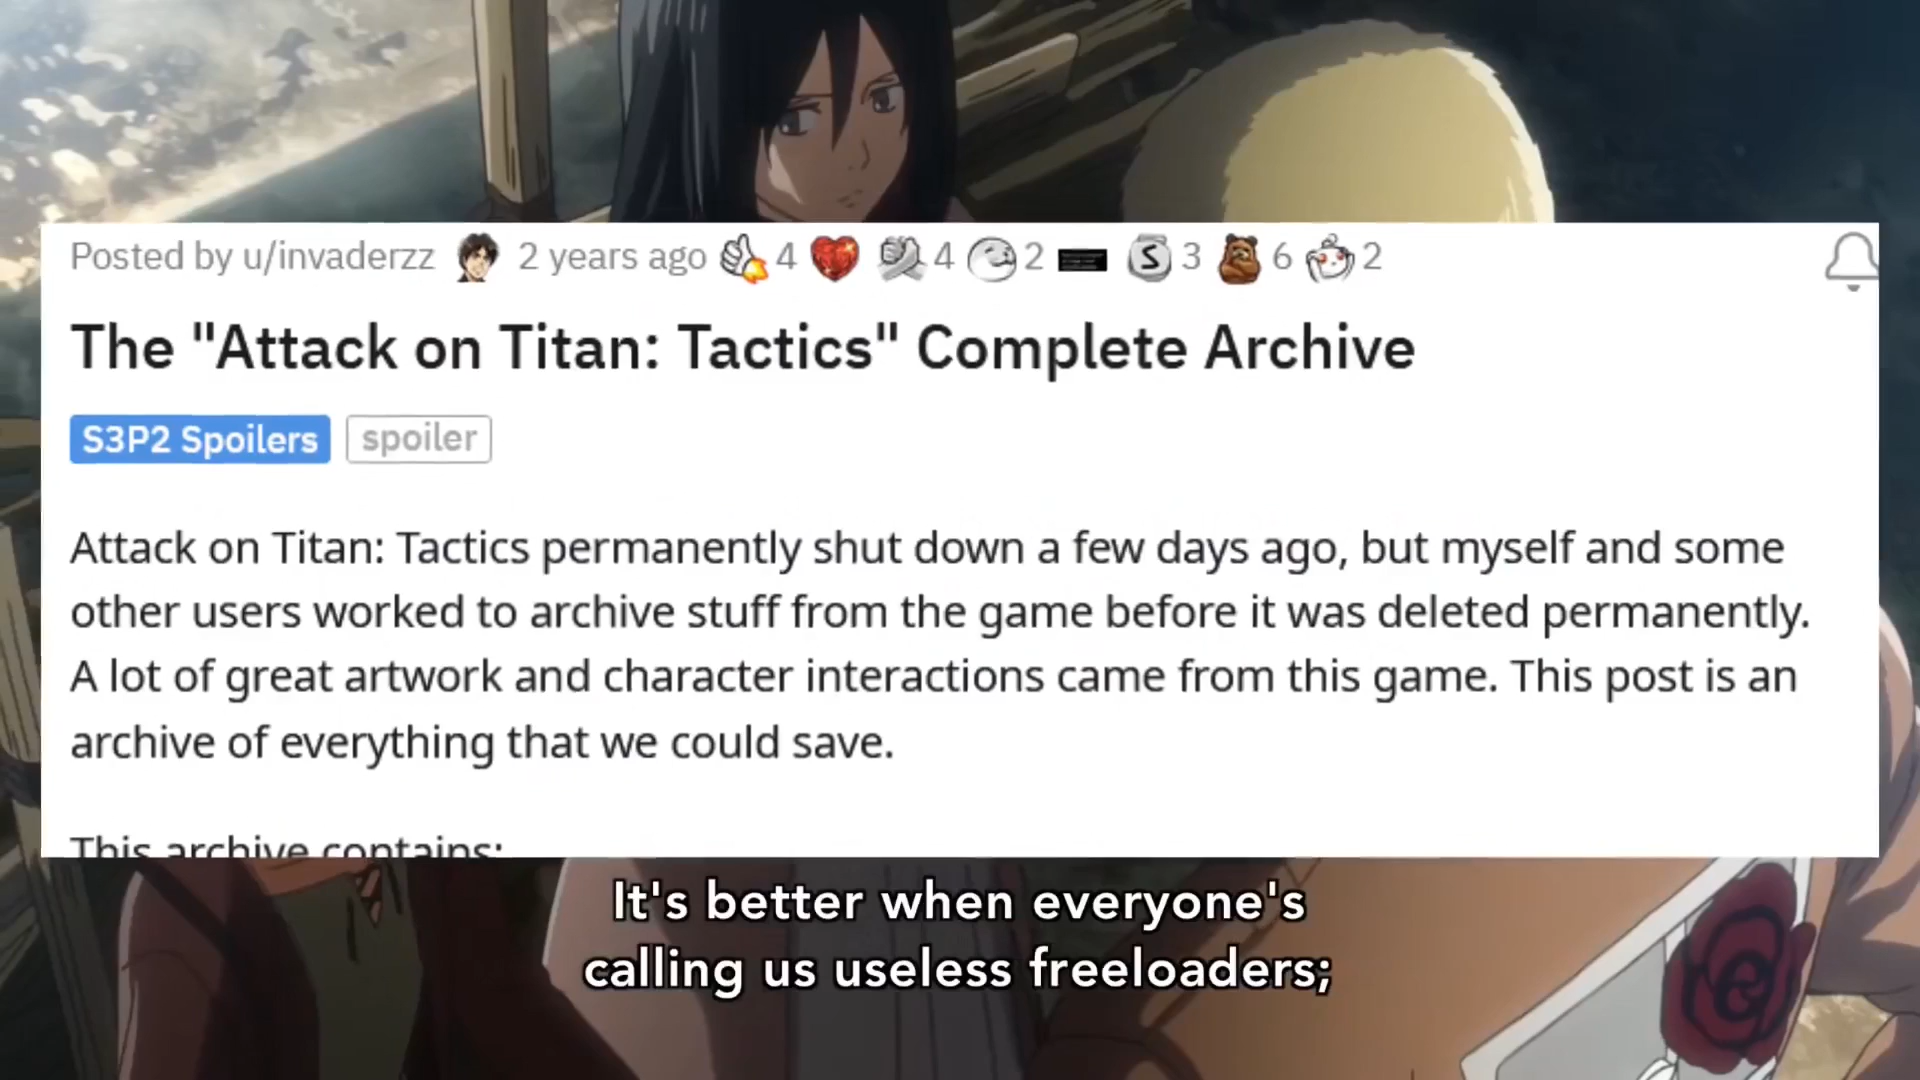 Posted by u/invaderzz 2 years ago 4 4 2 S 3 6 2
The "Attack on Titan: Tactics" Complete Archive
S3P2 Spoilers spoiler
Attack on Titan: Tactics permanently shut down a few days ago, but myself and some
other users worked to archive stuff from the game before it was deleted permanently.
A lot of great artwork and character interactions came from this game. This post is an
archive of everything that we could save.
This archive contains:
It's better when everyone's
calling us useless freeloaders;